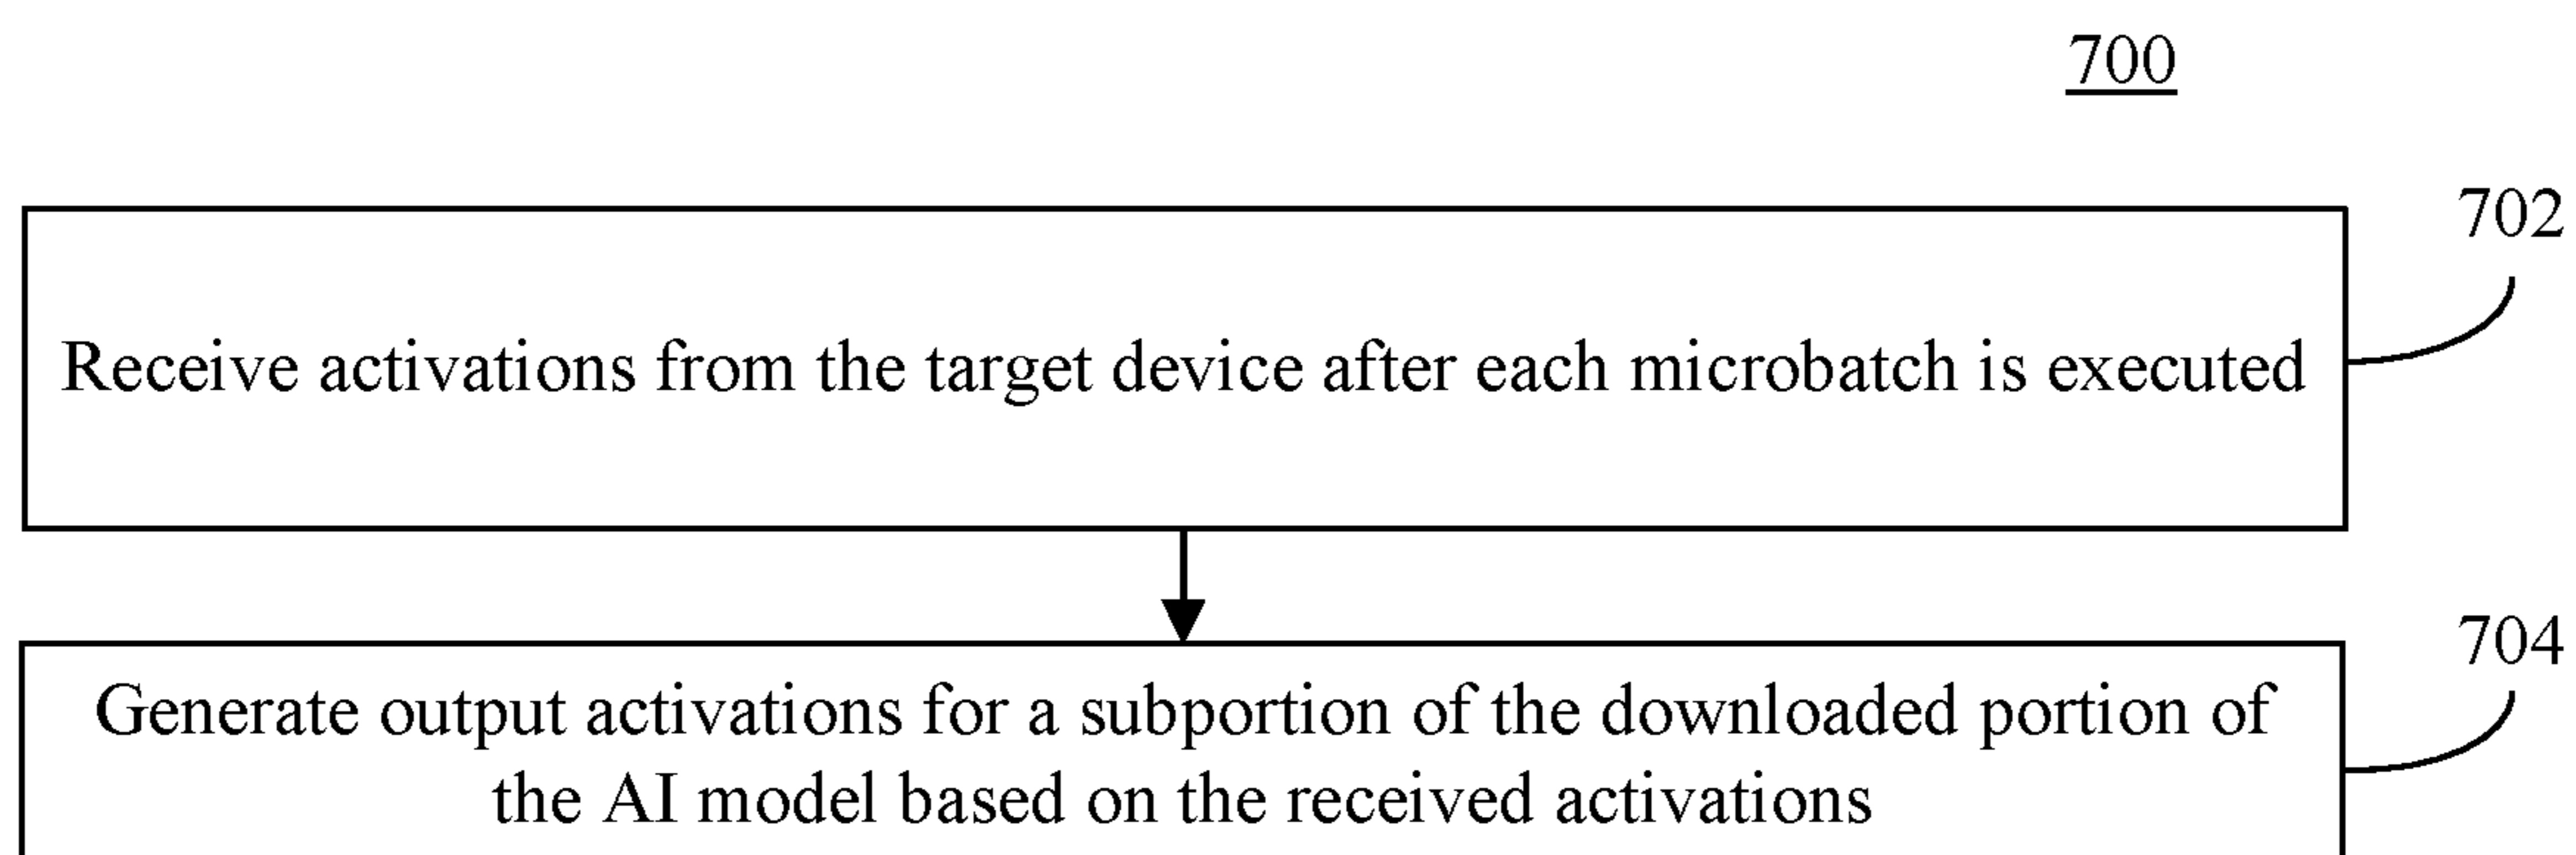 700
702
Receive activations from the target device after each microbatch is executed
704
Generate output activations for a subportion of the downloaded portion of
the AI model based on the received activations